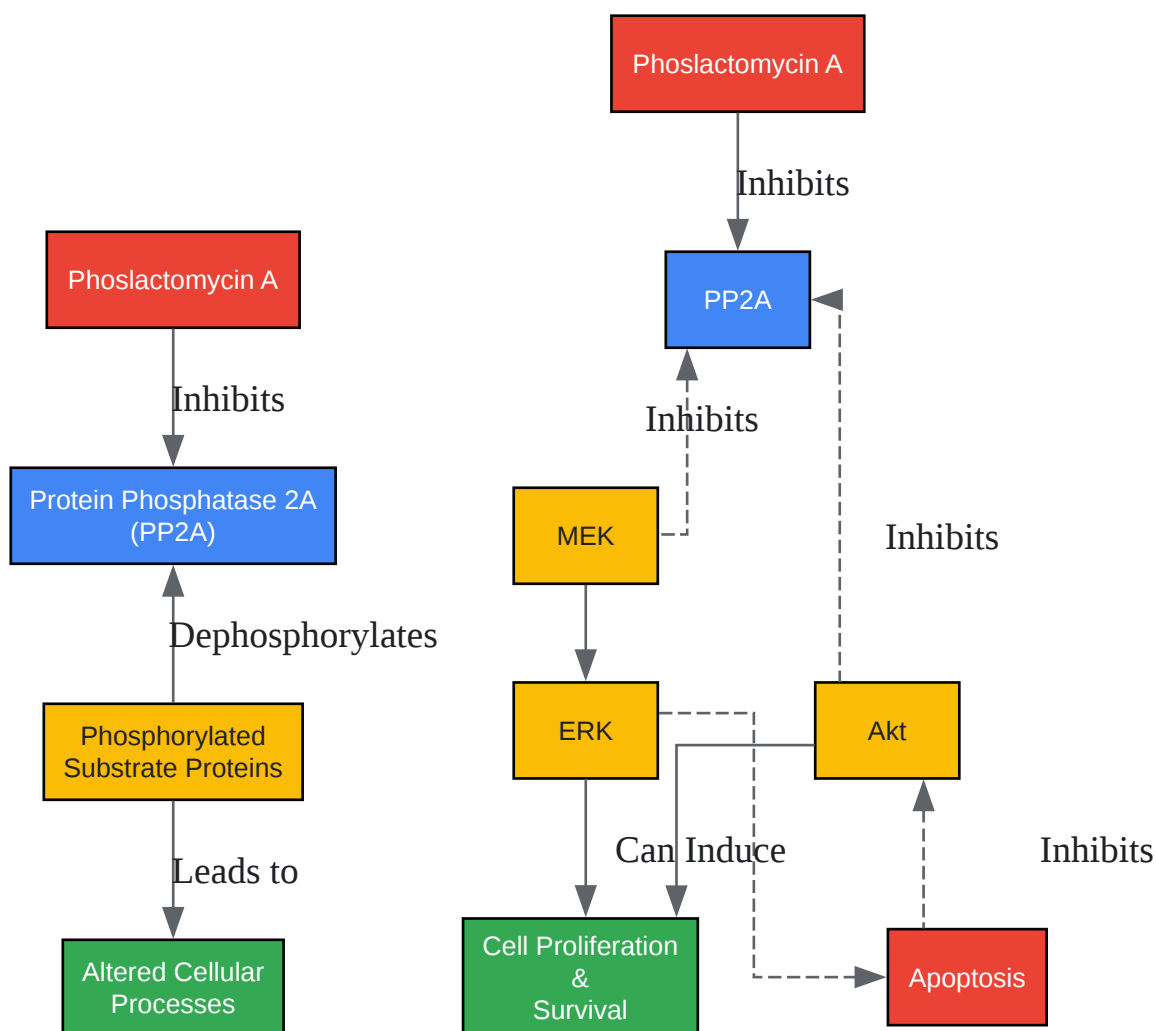 Phoslactomycin A
Inhibits
Protein Phosphatase 2A
(PP2A)
Dephosphorylates
Phosphorylated
Substrate Proteins
Leads to
Altered Cellular
Processes
Phoslactomycin A
Inhibits
PP2A
Inhibits
MEK
Inhibits
ERK
Akt
Can Induce
Inhibits
Cell Proliferation
&
Survival
Apoptosis